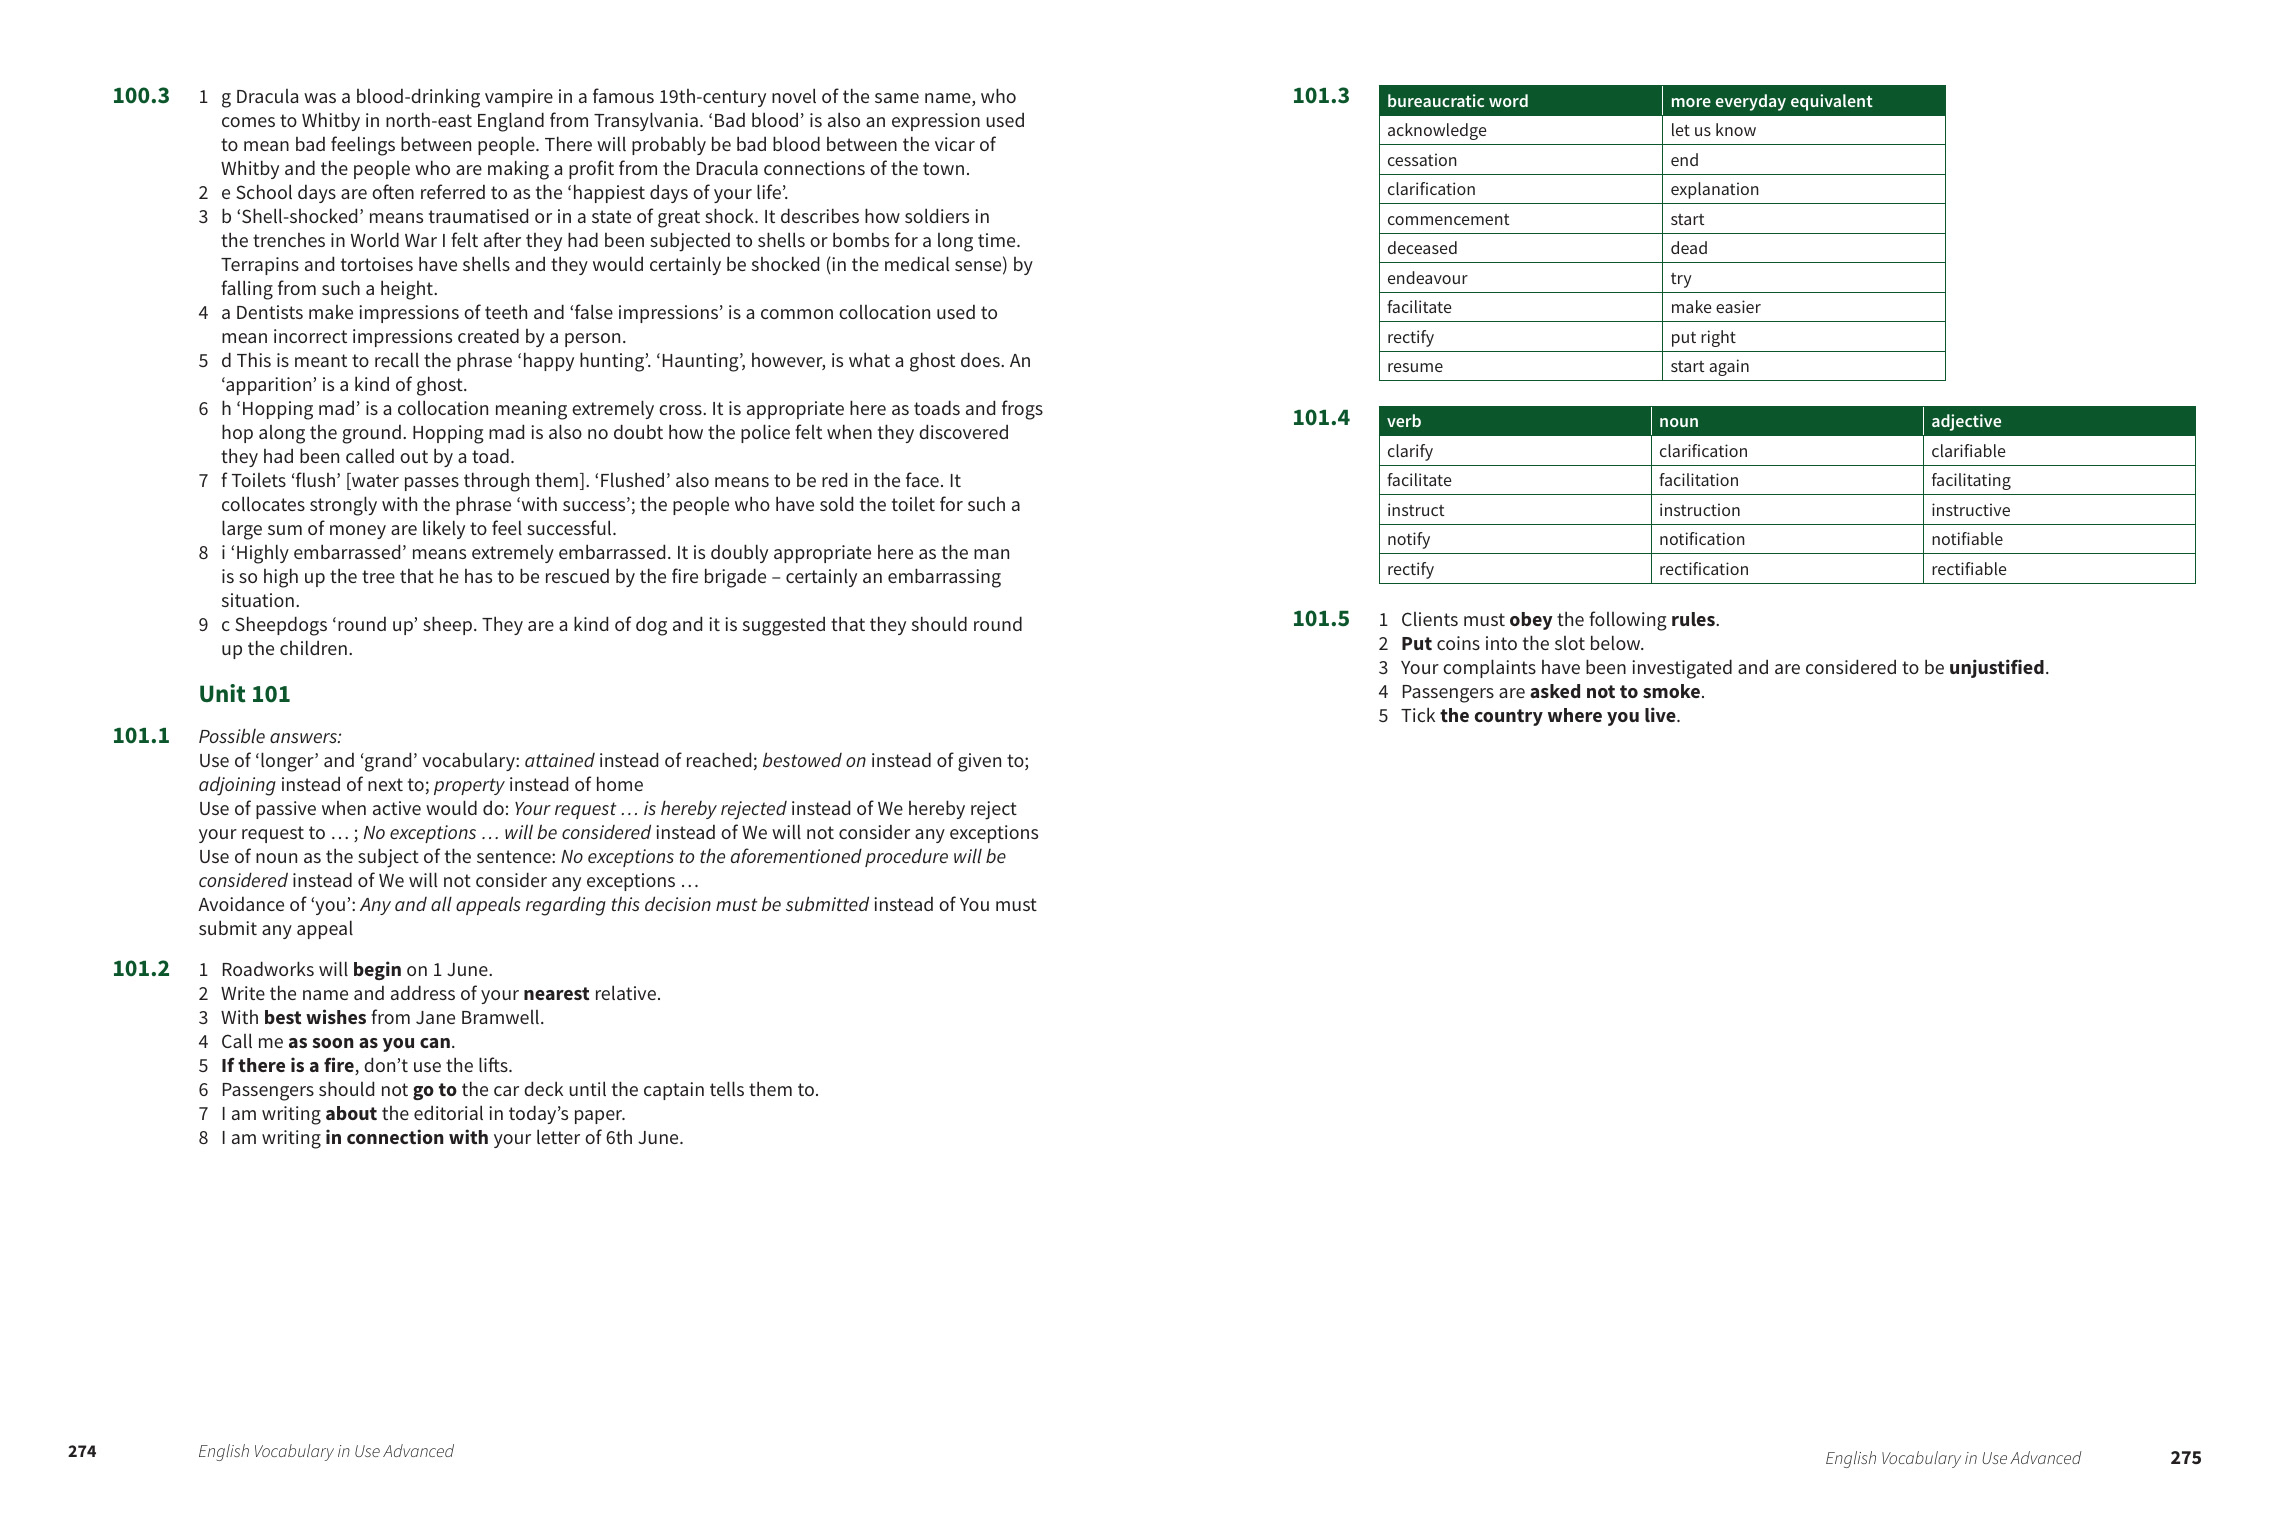 100.3 1 g Dracula was a blood-drinking vampire in a famous 19th-century novel of the same name, who
comes to Whitby in north-east England from Transylvania. ‘Bad blood’ is also an expression used
to mean bad feelings between people. There will probably be bad blood between the vicar of
Whitby and the people who are making a profit from the Dracula connections of the town.
2 e School days are often referred to as the ‘happiest days of your life’.
3 b ‘Shell-shocked’ means traumatised or in a state of great shock. It describes how soldiers in
the trenches in World War I felt after they had been subjected to shells or bombs for a long time.
Terrapins and tortoises have shells and they would certainly be shocked (in the medical sense) by
falling from such a height.
4 a Dentists make impressions of teeth and ‘false impressions’ is a common collocation used to
mean incorrect impressions created by a person.
5 d This is meant to recall the phrase ‘happy hunting’. ‘Haunting’, however, is what a ghost does. An
‘apparition’ is a kind of ghost.
6 h ‘Hopping mad’ is a collocation meaning extremely cross. It is appropriate here as toads and frogs
hop along the ground. Hopping mad is also no doubt how the police felt when they discovered
they had been called out by a toad.
7 f Toilets ‘flush’ [water passes through them]. ‘Flushed’ also means to be red in the face. It
collocates strongly with the phrase ‘with success’; the people who have sold the toilet for such a
large sum of money are likely to feel successful.
8 i ‘Highly embarrassed’ means extremely embarrassed. It is doubly appropriate here as the man
is so high up the tree that he has to be rescued by the fire brigade – certainly an embarrassing
situation.
9 c Sheepdogs ‘round up’ sheep. They are a kind of dog and it is suggested that they should round
up the children.
Unit 101
101.1 Possible answers:
Use of ‘longer’ and ‘grand’ vocabulary: attained instead of reached; bestowed on instead of given to;
adjoining instead of next to; property instead of home
Use of passive when active would do: Your request … is hereby rejected instead of We hereby reject
your request to … ; No exceptions … will be considered instead of We will not consider any exceptions
Use of noun as the subject of the sentence: No exceptions to the aforementioned procedure will be
considered instead of We will not consider any exceptions …
Avoidance of ‘you’: Any and all appeals regarding this decision must be submitted instead of You must
submit any appeal
101.2 1 Roadworks will begin on 1 June.
2 Write the name and address of your nearest relative.
3 With best wishes from Jane Bramwell.
4 Call me as soon as you can.
5 If there is a fire, don’t use the lifts.
6 Passengers should not go to the car deck until the captain tells them to.
7 I am writing about the editorial in today’s paper.
8 I am writing in connection with your letter of 6th June.
274 English Vocabulary in Use Advanced
101.3 bureaucratic word more everyday equivalent
acknowledge let us know
cessation end
clarification explanation
commencement start
deceased dead
endeavour try
facilitate make easier
rectify put right
resume start again
101.4 verb noun adjective
clarify clarification clarifiable
facilitate facilitation facilitating
instruct instruction instructive
notify notification notifiable
rectify rectification rectifiable
101.5 1 Clients must obey the following rules.
2 Put coins into the slot below.
3 Your complaints have been investigated and are considered to be unjustified.
4 Passengers are asked not to smoke.
5 Tick the country where you live.
English Vocabulary in Use Advanced 275